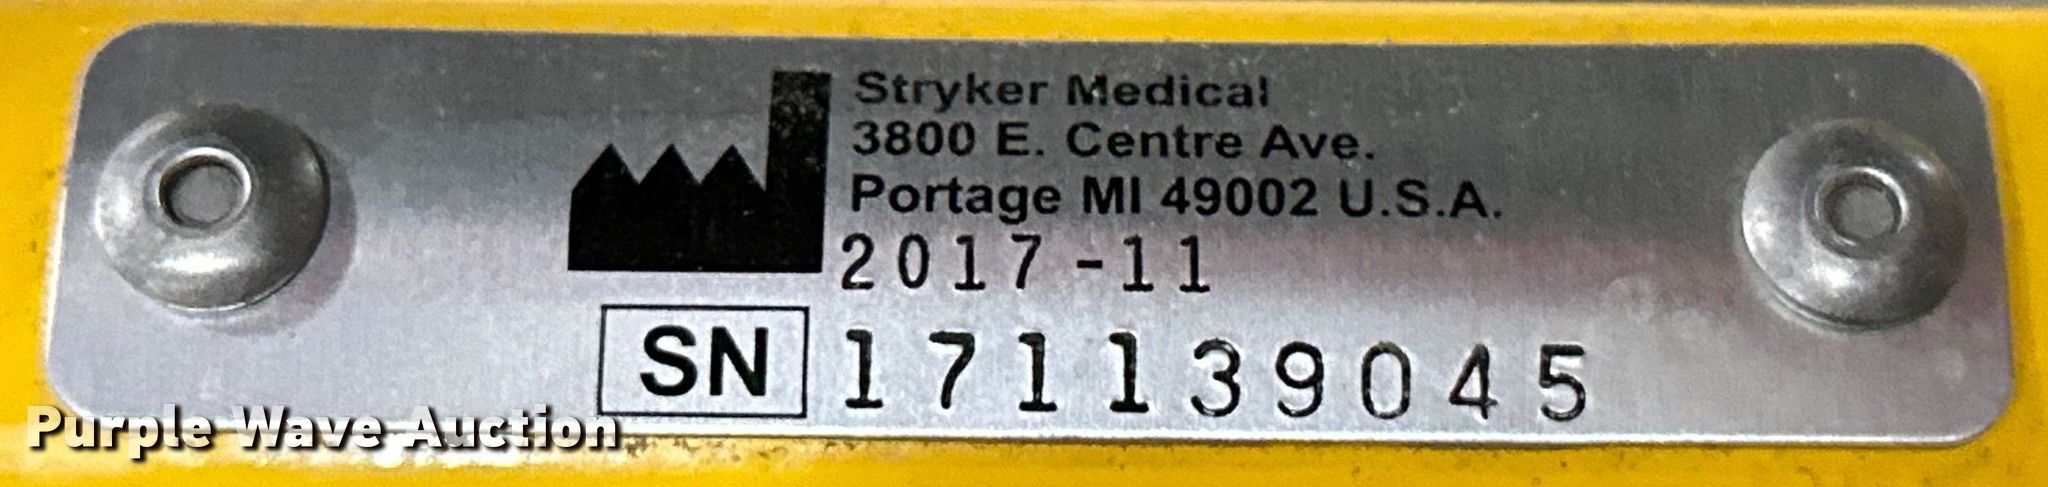 Stryker Medical
3800 E. Centre Ave.
Portage MI 49002 U.S.A.
2017-11
SN 171139045
Purple Wave Auction